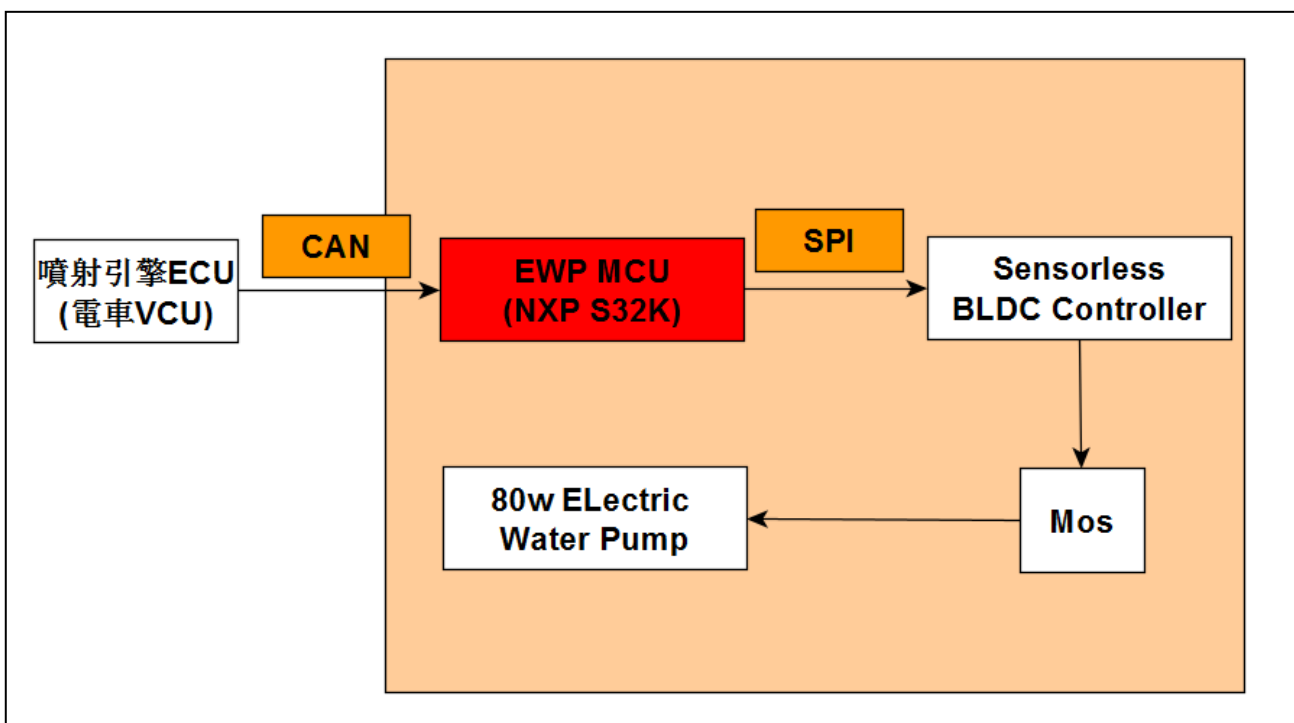 CAN
SPI
噴射引擎ECU
(電車VCU)
EWP MCU
(NXP S32K)
Sensorless
BLDC Controller
80w ELectric
Water Pump
Mos